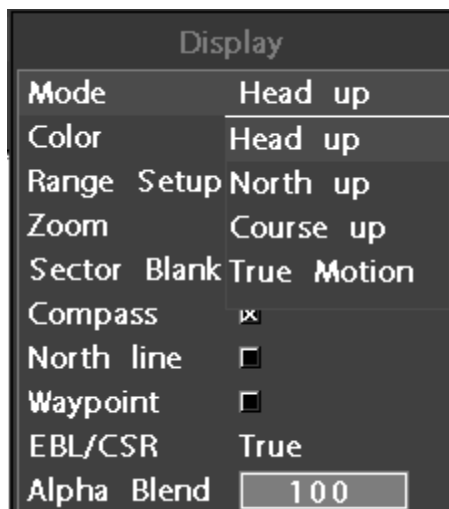 Display
Mode Head up
Color Head up
Range Setup North up
Zoom Course up
Sector Blank True Motion
Compass
North line
Waypoint
EBL/CSR True
Alpha Blend 100